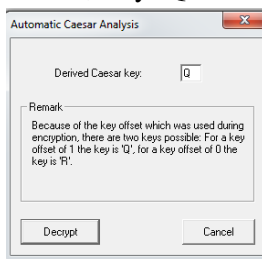 Automatic Caesar Analysis
Derived Caesar key:
Q
Remark
Because of the key offset which was used during
encryption, there are two keys possible: For a key
offset of 1 the key is 'Q', for a key offset of 0 the
key is 'R'.
Decrypt
Cancel